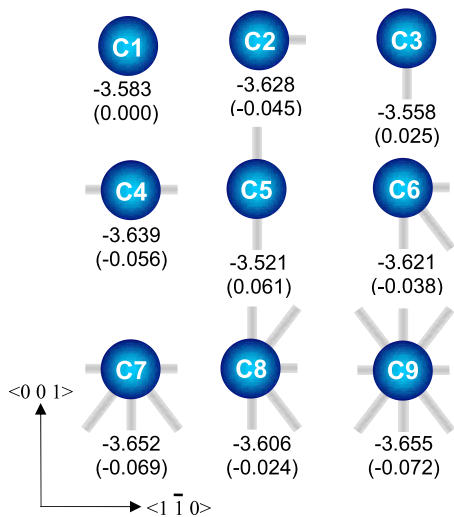 C1 C2 C3
-3.583 -3.628 -3.558
(0.000) (-0.045) (0.025)
C4 C5 C6
-3.639 -3.521 -3.621
(-0.056) (0.061) (-0.038)
C7 C8 C9
<0 0 1>
-3.652 -3.606 -3.655
(-0.069) (-0.024) (-0.072)
<1 1̅ 0>